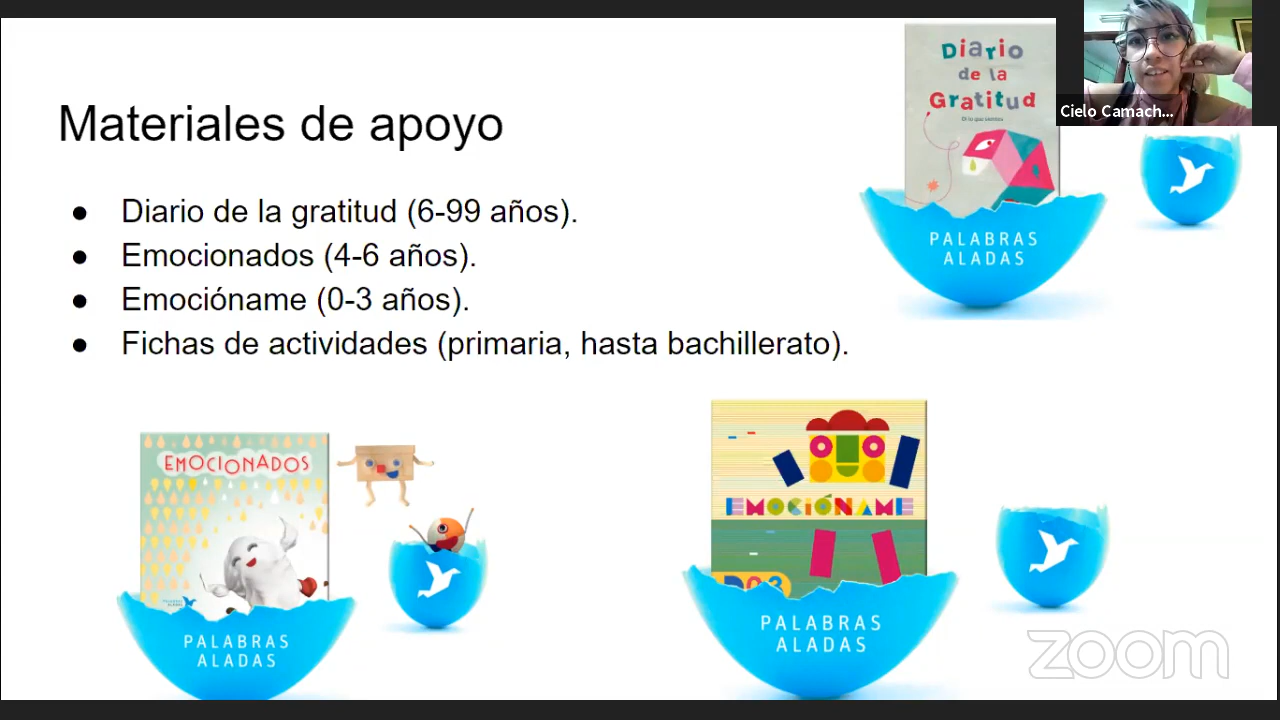 Materiales de apoyo
● Diario de la gratitud (6-99 años).
● Emocionados (4-6 años).
● Emocióname (0-3 años).
● Fichas de actividades (primaria, hasta bachillerato).
Diario
de la
Gratitud
PALABRAS
ALADAS
Cielo Camach...
EMOCIONADOS
PALABRAS
ALADAS
PALABRAS
ALADAS
EMOCIÓNAME
PALABRAS
ALADAS
zoom